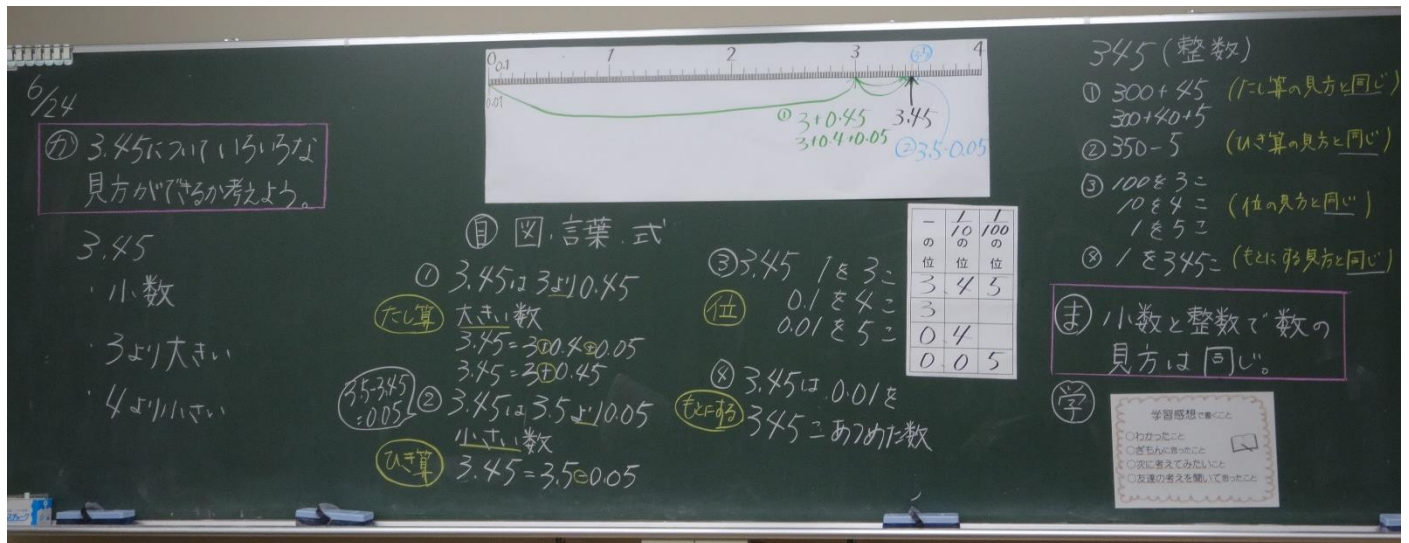 6/24
㋕ 3.45についていろいろな
見方ができるか考えよう。
3.45
・小数
・3より大きい
・4より小さい
0 1 2 3 3.5 4
0.1
0.01
① 3+0.45
3+0.4+0.05
3.45
② 3.5-0.05
自 図.言葉.式
① 3.45は3より0.45
たし算 大きい数
3.45=3+0.4+0.05
3.45=3+0.45
3.5-3.45
=0.05
② 3.45は3.5より0.05
小さい数
ひき算 3.45=3.5-0.05
③ 3.45 1を3こ
位 0.1を4こ
0.01を5こ
④ 3.45は0.01を
もとにする 345こあつめた数
一の位 1/10の位 1/100の位
3.45
3
0.4
0.05
345(整数)
① 300+45 (たし算の見方と同じ)
300+40+5
② 350-5 (ひき算の見方と同じ)
③ 100を3こ
10を4こ (位の見方と同じ)
1を5こ
④ 1を345こ (もとにする見方と同じ)
ま 小数と整数で数の
見方は同じ。
学
学習感想で書くこと
○わかったこと
○ぎもんに思ったこと
○次に考えてみたいこと
○友達の考えを聞いて思ったこと